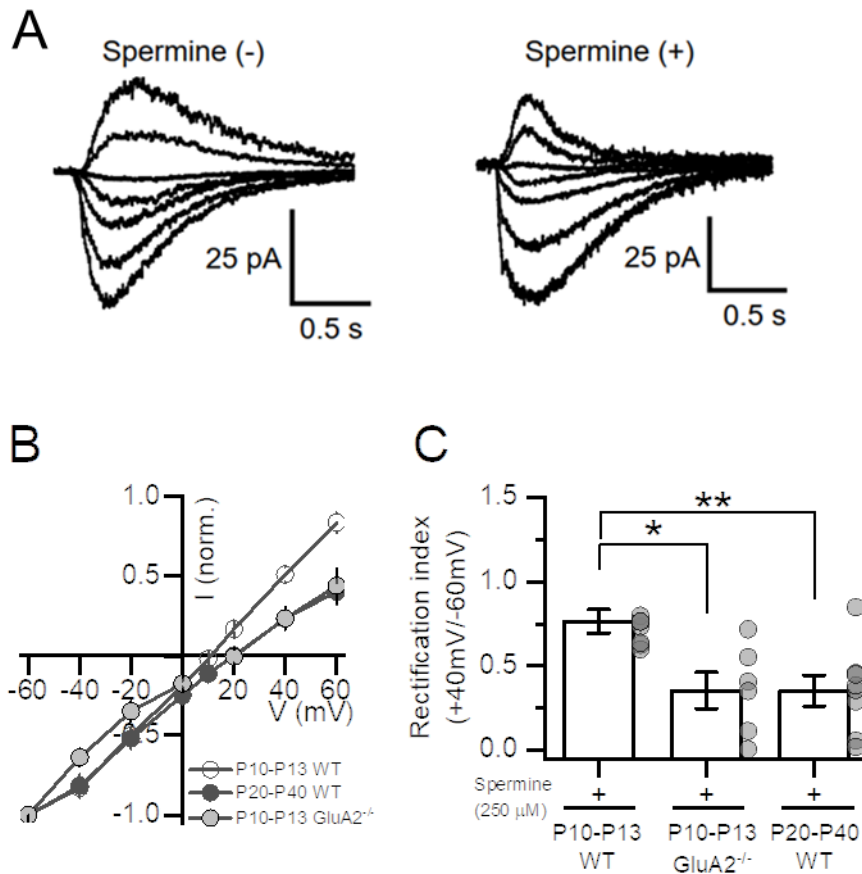 A
Spermine (-)
Spermine (+)
25 pA
0.5 s
25 pA
0.5 s
B
I (norm.)
1.0
0.5
-60 -40 -20 0 20 40 60
V (mV)
-0.5
-1.0
P10-P13 WT
P20-P40 WT
P10-P13 GluA2-/-
C
Rectification index
(+40mV/-60mV)
1.5
1.0
0.5
0.0
*
**
Spermine
(250 µM)
+ + +
P10-P13 P10-P13 P20-P40
WT GluA2-/- WT